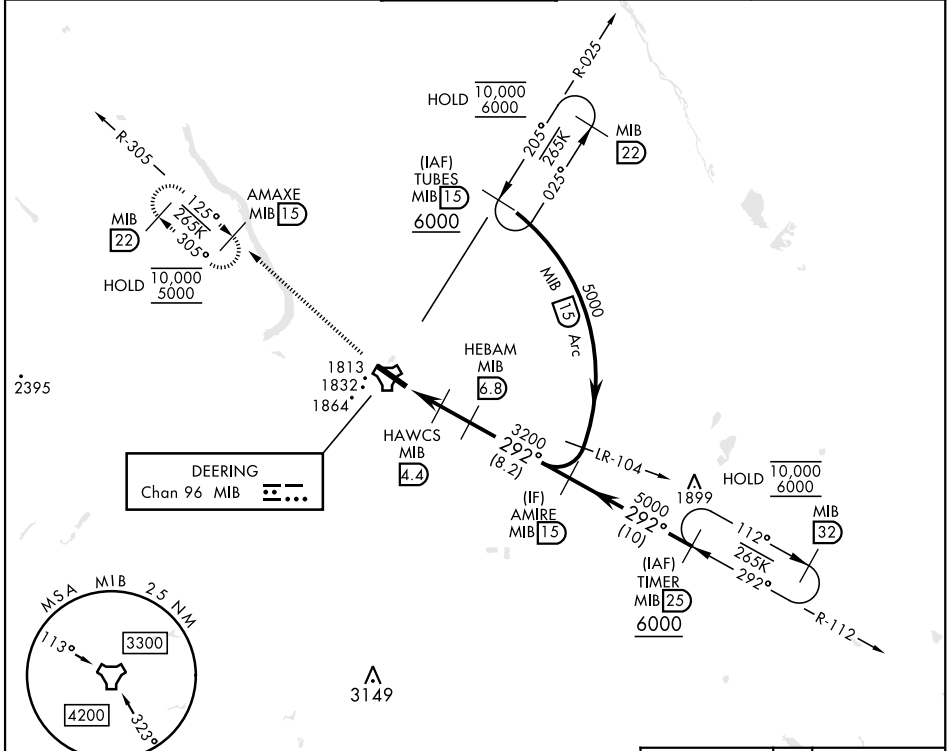 R-025
HOLD 10,000
6000
205°
265K
025°
MIB
22
(IAF)
TUBES
MIB 15
6000
R-305
AMAXE
MIB 15
125°
265K
305°
MIB
22
HOLD 10,000
5000
MIB 15 Arc
5000
2395
1813
1832
1864
HEBAM
MIB
6.8
HAWCS
MIB
4.4
3200
292°
(8.2)
LR-104
DEERING
Chan 96 MIB
(IF)
AMIRE
MIB 15
5000
292°
(10)
1899
HOLD 10,000
6000
MIB
32
112°
265K
292°
(IAF)
TIMER
MIB 25
6000
R-112
MSA MIB 25 NM
113°
3300
4200
323°
3149